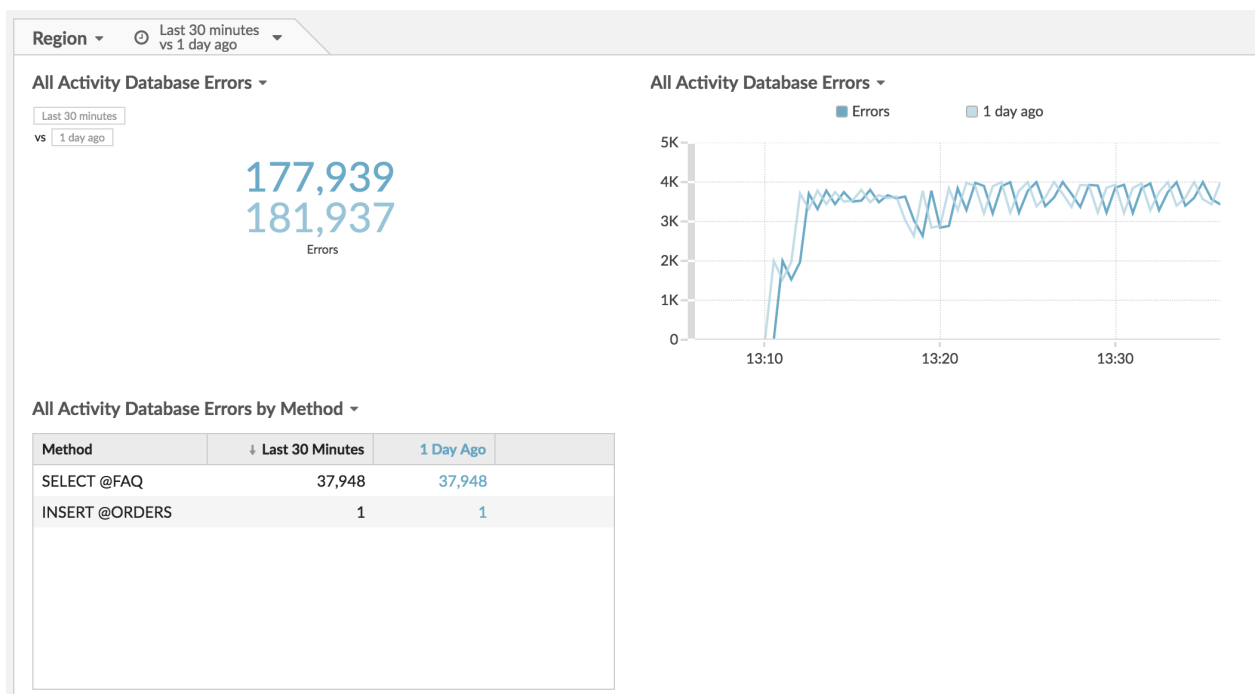 Region
Last 30 minutes
vs 1 day ago
All Activity Database Errors
Last 30 minutes
vs 1 day ago
177,939
181,937
Errors
All Activity Database Errors
Errors 1 day ago
5K
4K
3K
2K
1K
0
13:10 13:20 13:30
All Activity Database Errors by Method
Method ↓ Last 30 Minutes 1 Day Ago
SELECT @FAQ 37,948 37,948
INSERT @ORDERS 1 1